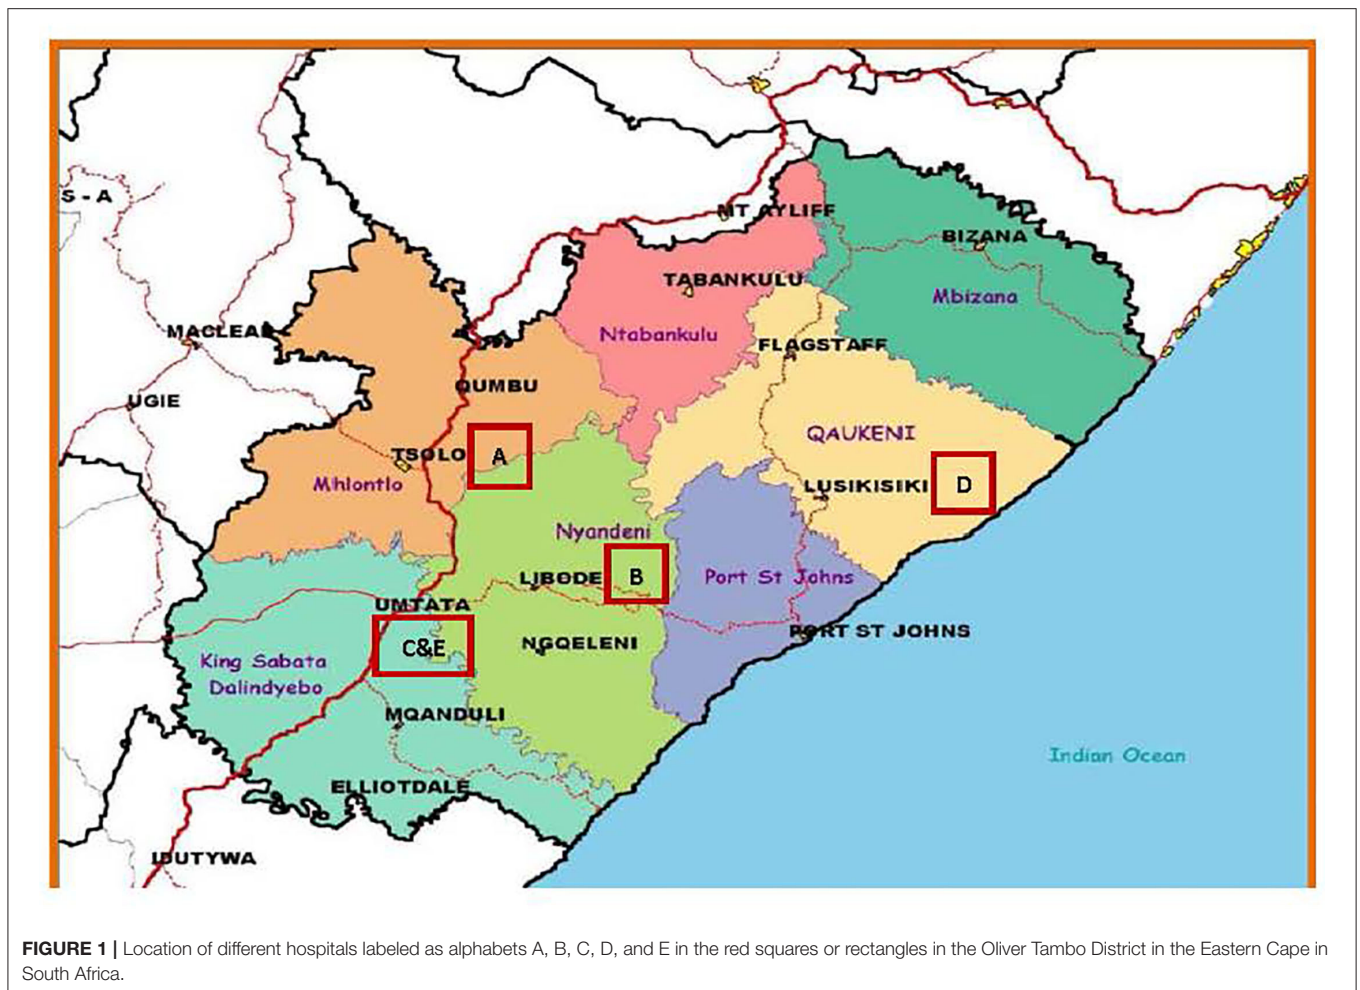 MT AYLIFF
S - A
BIZANA
TABANKULU
Mbizana
MACLEAR
Ntabankulu
FLAGSTAFF
QUMBU
UGIE
QAUKENI
TSOLO
A
Mhlontlo
LUSIKISIKI
D
Nyandeni
LIBODE
B
Port St Johns
UMTATA
PORT ST JOHNS
C&E
NGQELENI
King Sabata
Dalindyebo
MQANDULI
Indian Ocean
ELLIOTDALE
IDUTYWA
FIGURE 1 | Location of different hospitals labeled as alphabets A, B, C, D, and E in the red squares or rectangles in the Oliver Tambo District in the Eastern Cape in
South Africa.